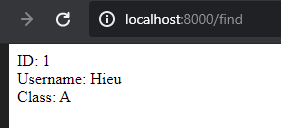 localhost:8000/find
ID: 1
Username: Hieu
Class: A